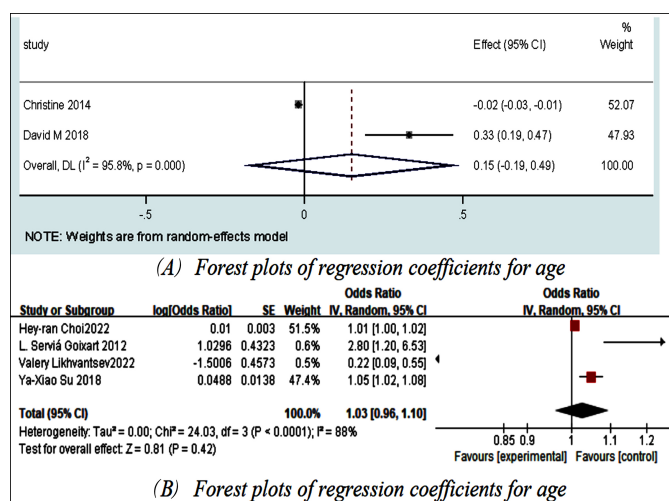 %
study Effect (95% CI) Weight
Christine 2014 -0.02 (-0.03, -0.01) 52.07
David M 2018 0.33 (0.19, 0.47) 47.93
Overall, DL (I² = 95.8%, p = 0.000) 0.15 (-0.19, 0.49) 100.00
-.5 0 .5
NOTE: Weights are from random-effects model
(A) Forest plots of regression coefficients for age
Odds Ratio Odds Ratio
Study or Subgroup log[Odds Ratio] SE Weight IV, Random, 95% CI IV, Random, 95% CI
Hey-ran Choi2022 0.01 0.003 51.5% 1.01 [1.00, 1.02]
L. Serviá Goixart 2012 1.0296 0.4323 0.6% 2.80 [1.20, 6.53]
Valery Likhvantsev2022 -1.5006 0.4573 0.5% 0.22 [0.09, 0.55]
Ya-Xiao Su 2018 0.0488 0.0138 47.4% 1.05 [1.02, 1.08]
Total (95% CI) 100.0% 1.03 [0.96, 1.10]
Heterogeneity: Tau² = 0.00; Chi² = 24.03, df = 3 (P < 0.0001); I² = 88%
Test for overall effect: Z = 0.81 (P = 0.42)
0.85 0.9 1 1.1 1.2
Favours [experimental] Favours [control]
(B) Forest plots of regression coefficients for age